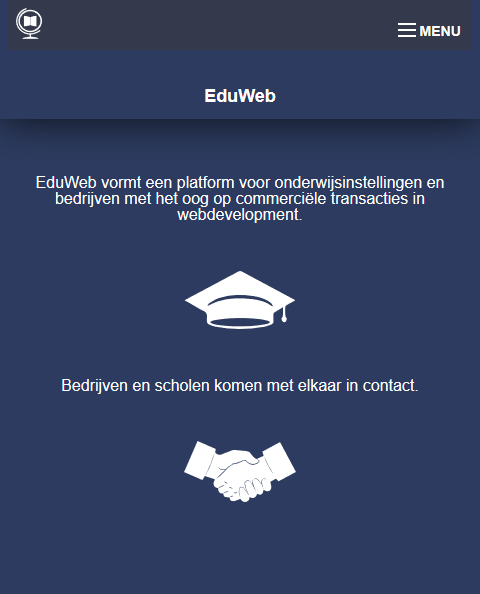 MENU
EduWeb
EduWeb vormt een platform voor onderwijsinstellingen en
bedrijven met het oog op commerciële transacties in
webdevelopment.
Bedrijven en scholen komen met elkaar in contact.